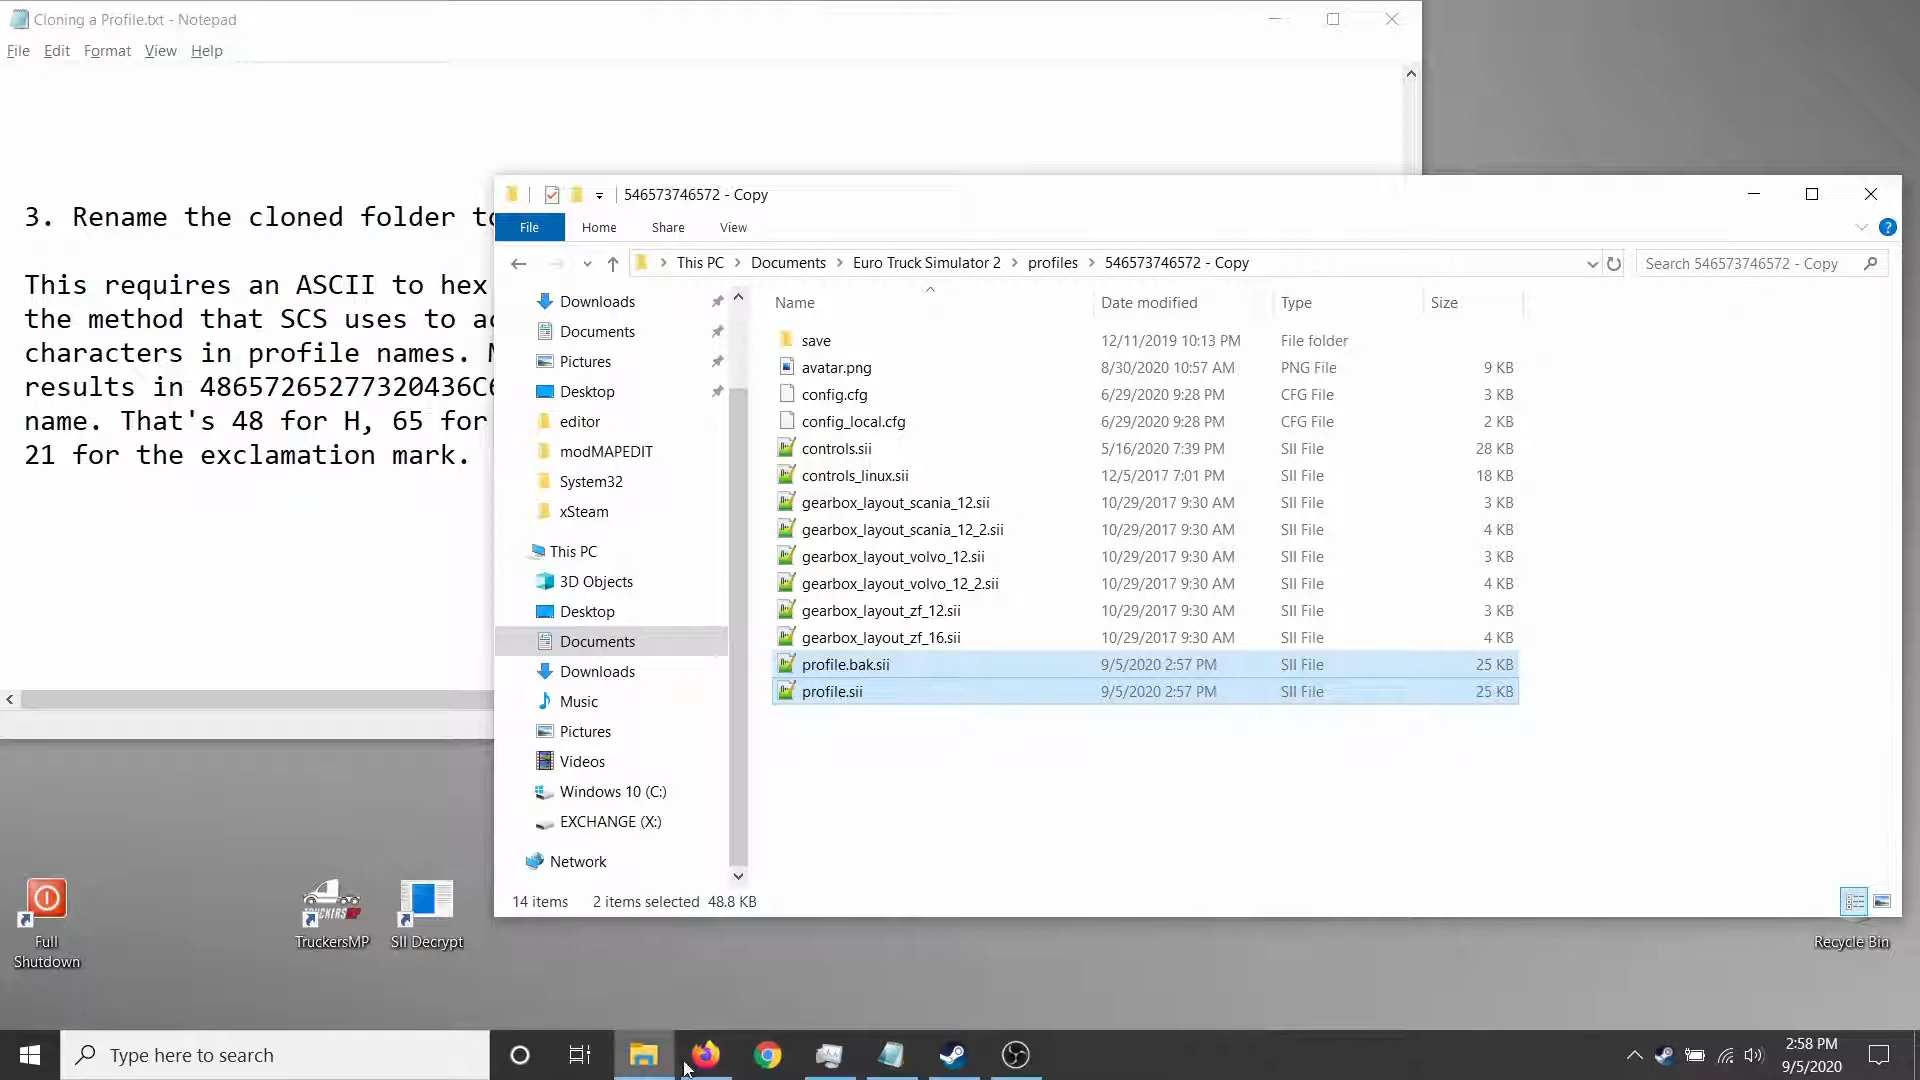 Cloning a Profile.txt - Notepad
File Edit Format View Help
3. Rename the cloned folder to
This requires an ASCII to hex
the method that SCS uses to ac
characters in profile names.
results in 48657265277320436C6
name. That's 48 for H, 65 for
21 for the exclamation mark.
546573746572 - Copy
File Home Share View
This PC Documents Euro Truck Simulator 2 profiles 546573746572 - Copy
Search 546573746572 - Copy
Downloads
Documents
Pictures
Desktop
editor
modMAPEDIT
System32
xSteam
This PC
3D Objects
Desktop
Documents
Downloads
Music
Pictures
Videos
Windows 10 (C:)
EXCHANGE (X:)
Network
Name Date modified Type Size
save 12/11/2019 10:13 PM File folder
avatar.png 8/30/2020 10:57 AM PNG File 9 KB
config.cfg 6/29/2020 9:28 PM CFG File 3 KB
config_local.cfg 6/29/2020 9:28 PM CFG File 2 KB
controls.sii 5/16/2020 7:39 PM SII File 28 KB
controls_linux.sii 12/5/2017 7:01 PM SII File 18 KB
gearbox_layout_scania_12.sii 10/29/2017 9:30 AM SII File 3 KB
gearbox_layout_scania_12_2.sii 10/29/2017 9:30 AM SII File 4 KB
gearbox_layout_volvo_12.sii 10/29/2017 9:30 AM SII File 3 KB
gearbox_layout_volvo_12_2.sii 10/29/2017 9:30 AM SII File 4 KB
gearbox_layout_zf_12.sii 10/29/2017 9:30 AM SII File 3 KB
gearbox_layout_zf_16.sii 10/29/2017 9:30 AM SII File 4 KB
profile.bak.sii 9/5/2020 2:57 PM SII File 25 KB
profile.sii 9/5/2020 2:57 PM SII File 25 KB
14 items 2 items selected 48.8 KB
Full
Shutdown
TruckersMP
SII Decrypt
Recycle Bin
Type here to search
2:58 PM
9/5/2020